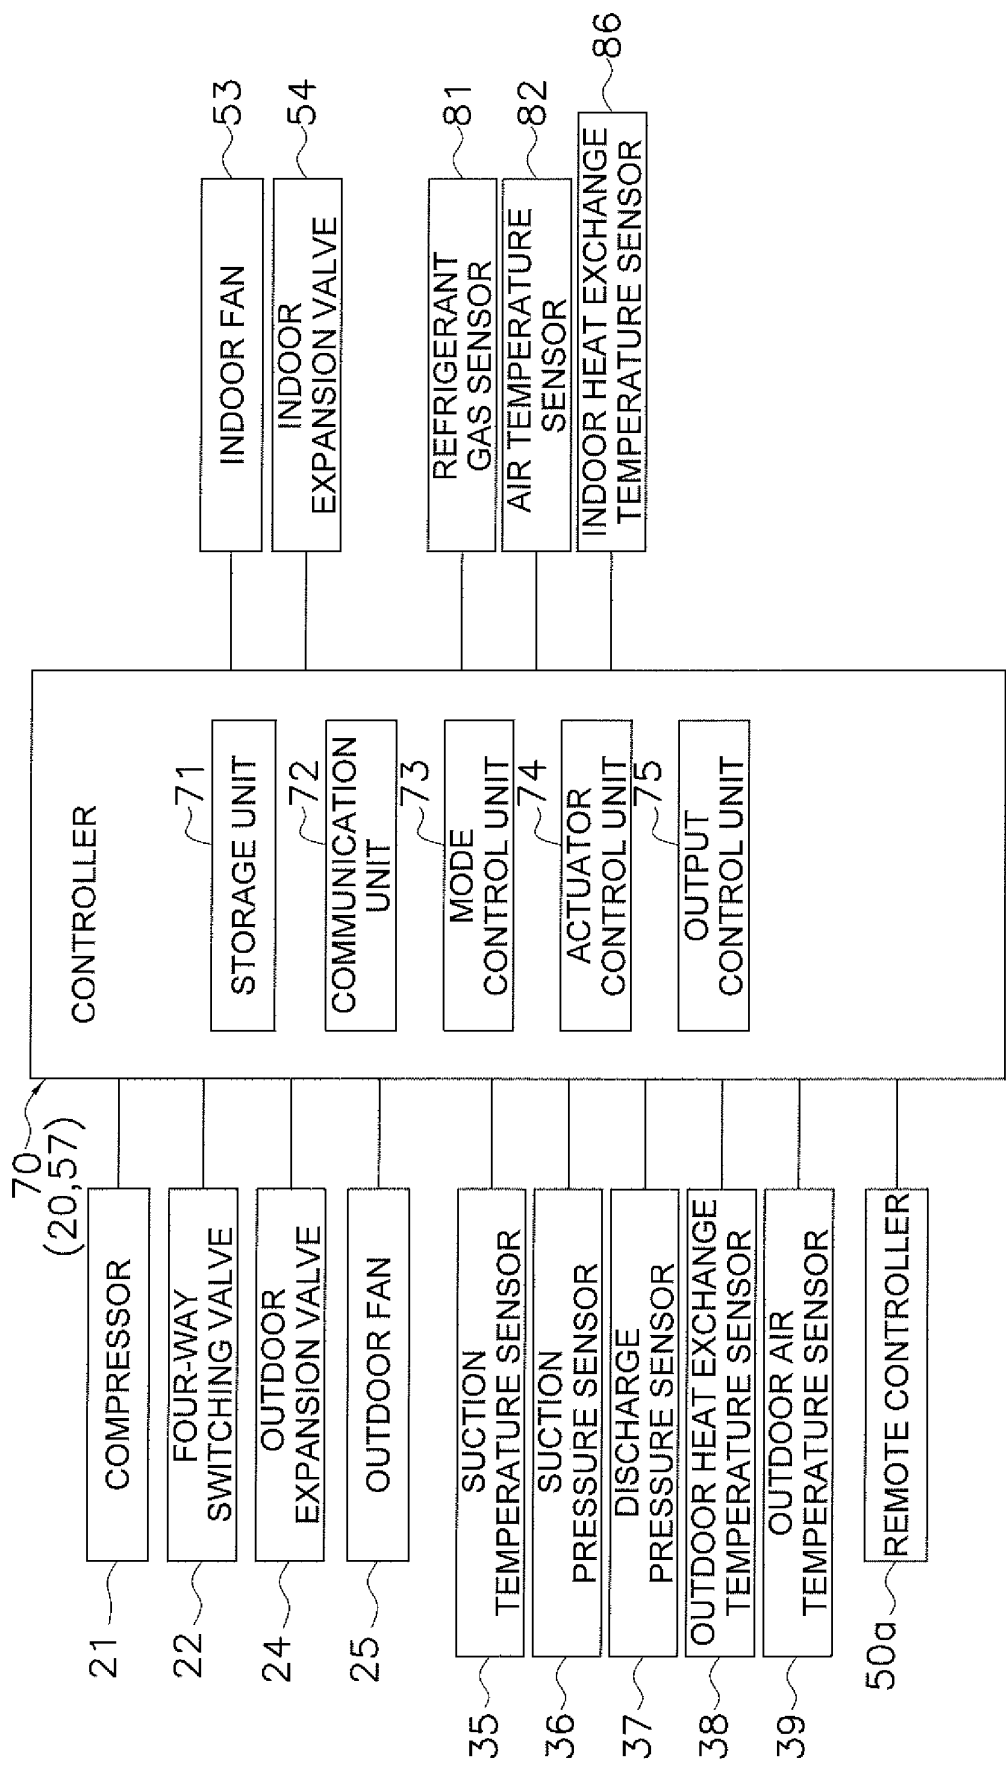 70
(20,57)
CONTROLLER
21
COMPRESSOR
22
FOUR-WAY
SWITCHING VALVE
24
OUTDOOR
EXPANSION VALVE
25
OUTDOOR FAN
35
SUCTION
TEMPERATURE SENSOR
36
SUCTION
PRESSURE SENSOR
37
DISCHARGE
PRESSURE SENSOR
38
OUTDOOR HEAT EXCHANGE
TEMPERATURE SENSOR
39
OUTDOOR AIR
TEMPERATURE SENSOR
50a
REMOTE CONTROLLER
71
STORAGE UNIT
72
COMMUNICATION
UNIT
73
MODE
CONTROL UNIT
74
ACTUATOR
CONTROL UNIT
75
OUTPUT
CONTROL UNIT
INDOOR FAN
53
INDOOR
EXPANSION VALVE
54
REFRIGERANT
GAS SENSOR
81
AIR TEMPERATURE
SENSOR
82
INDOOR HEAT EXCHANGE
TEMPERATURE SENSOR
86